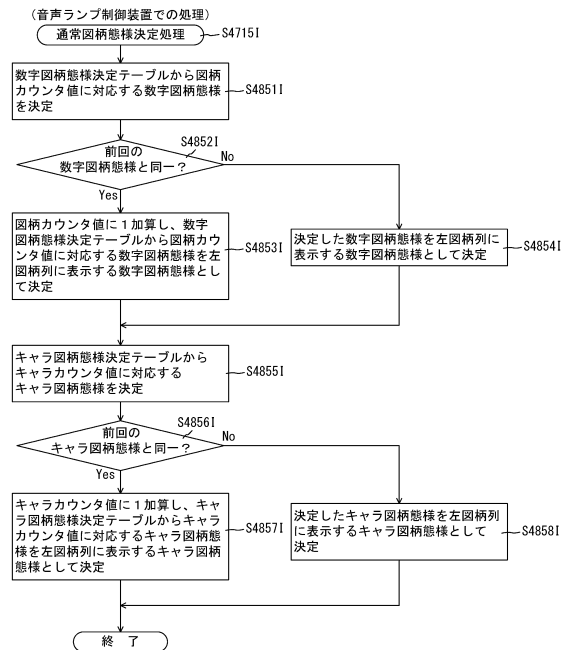 （音声ランプ制御装置での処理）
通常図柄態様決定処理
S4715I
数字図柄態様決定テーブルから図柄
カウンタ値に対応する数字図柄態様
を決定
S4851I
S4852I
前回の
数字図柄態様と同一？
No
Yes
図柄カウンタ値に１加算し、数字
図柄態様決定テーブルから図柄カウ
ンタ値に対応する数字図柄態様を左
図柄列に表示する数字図柄態様とし
て決定
S4853I
決定した数字図柄態様を左図柄列に
表示する数字図柄態様として決定
S4854I
キャラ図柄態様決定テーブルから
キャラカウンタ値に対応する
キャラ図柄態様を決定
S4855I
S4856I
前回の
キャラ図柄態様と同一？
No
Yes
キャラカウンタ値に１加算し、キャ
ラ図柄態様決定テーブルからキャラ
カウンタ値に対応するキャラ図柄態
様を左図柄列に表示するキャラ図柄
態様として決定
S4857I
決定したキャラ図柄態様を左図柄列
に表示するキャラ図柄態様として
決定
S4858I
終 了